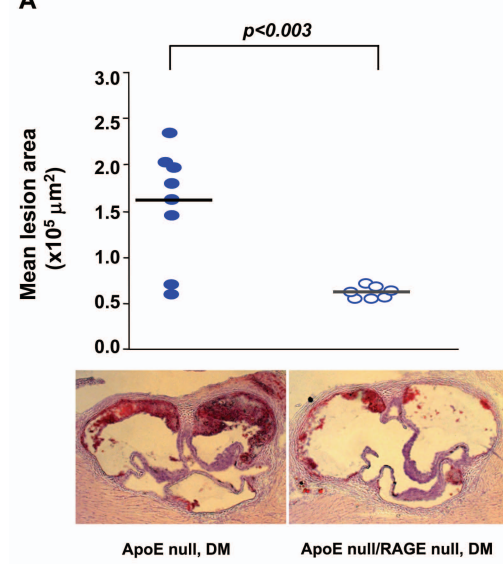 A
p<0.003
Mean lesion area
(x10⁵ µm²)
3.0
2.5
2.0
1.5
1.0
0.5
0.0
ApoE null, DM
ApoE null/RAGE null, DM